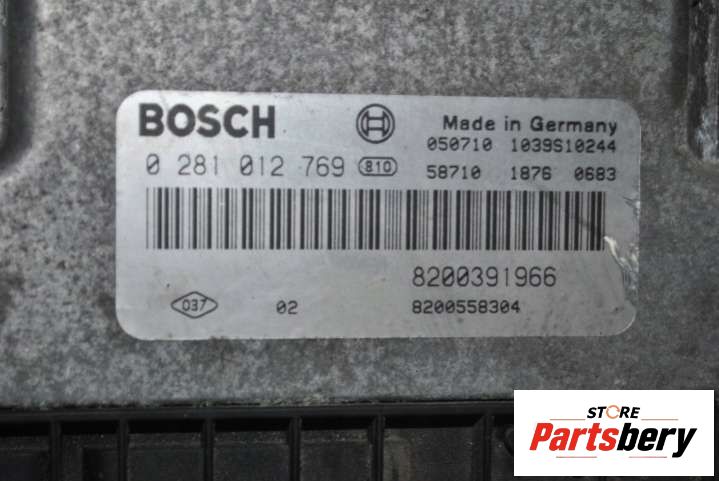 BOSCH
Made in Germany
050710 1039S10244
0 281 012 769 810
58710 1876 0683
8200391966
037 02 8200558304
STORE
Partsbery